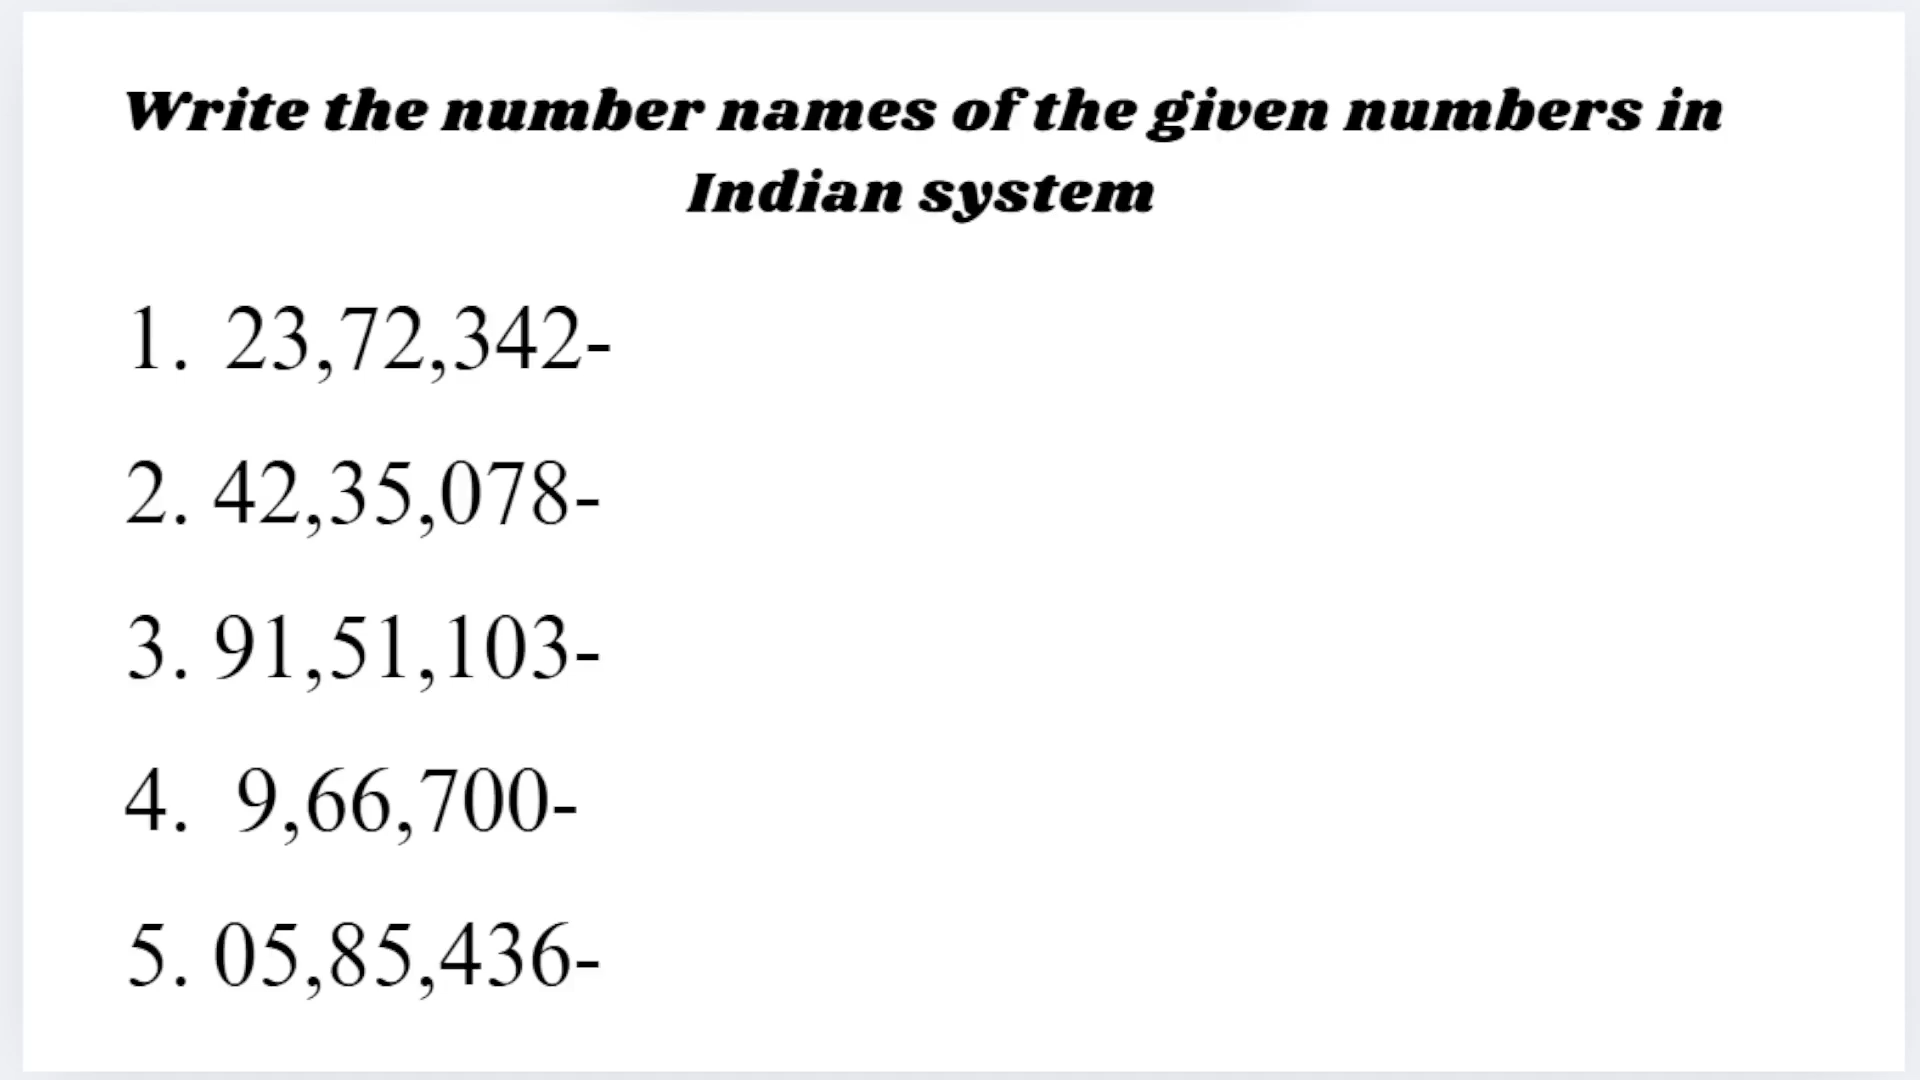 Write the number names of the given numbers in
Indian system
1. 23,72,342-
2. 42,35,078-
3. 91,51,103-
4. 9,66,700-
5. 05,85,436-